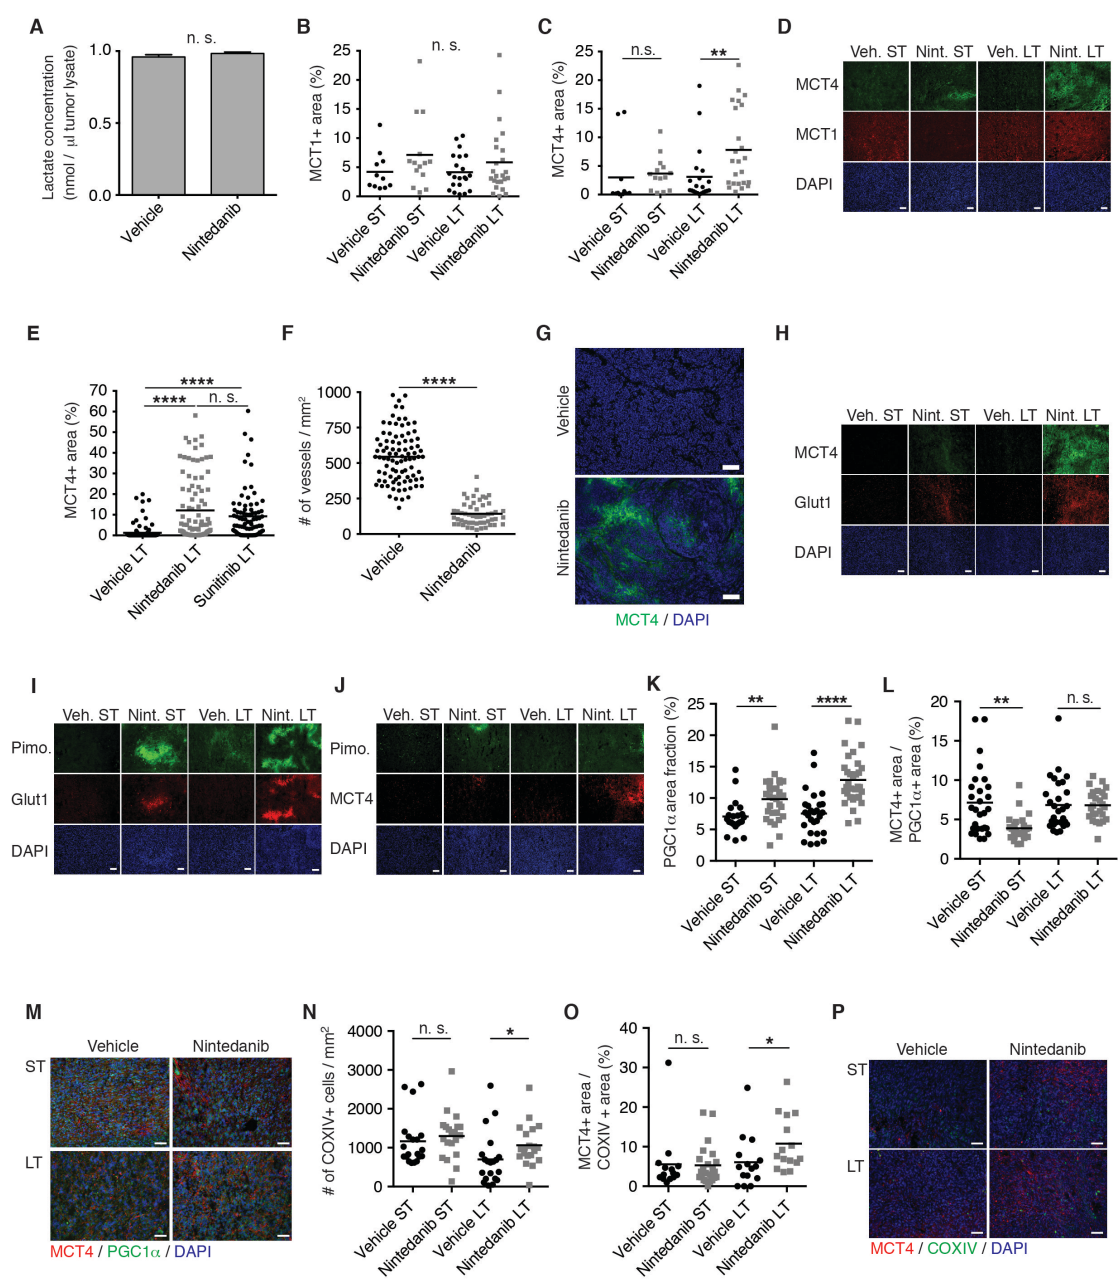 A
Lactate concentration
(nmol / µl tumor lysate)
1.0
0.5
0.0
n. s.
Vehicle
Nintedanib
B
MCT1+ area (%)
25
20
15
10
5
0
n. s.
Vehicle ST
Nintedanib ST
Vehicle LT
Nintedanib LT
C
MCT4+ area (%)
25
20
15
10
5
0
n.s.
**
Vehicle ST
Nintedanib ST
Vehicle LT
Nintedanib LT
D
Veh. ST Nint. ST Veh. LT Nint. LT
MCT4
MCT1
DAPI
E
MCT4+ area (%)
70
60
50
40
30
20
10
0
****
**** n. s.
Vehicle LT
Nintedanib LT
Sunitinib LT
F
# of vessels / mm²
1000
750
500
250
0
****
Vehicle
Nintedanib
G
Vehicle
Nintedanib
MCT4 / DAPI
H
Veh. ST Nint. ST Veh. LT Nint. LT
MCT4
Glut1
DAPI
I
Veh. ST Nint. ST Veh. LT Nint. LT
Pimo.
Glut1
DAPI
J
Veh. ST Nint. ST Veh. LT Nint. LT
Pimo.
MCT4
DAPI
K
PGC1α area fraction (%)
25
20
15
10
5
0
**
****
Vehicle ST
Nintedanib ST
Vehicle LT
Nintedanib LT
L
MCT4+ area /
PGC1α+ area (%)
20
15
10
5
0
**
n. s.
Vehicle ST
Nintedanib ST
Vehicle LT
Nintedanib LT
M
Vehicle Nintedanib
ST
LT
MCT4 / PGC1α / DAPI
N
# of COXIV+ cells / mm²
4000
3000
2000
1000
0
n. s.
*
Vehicle ST
Nintedanib ST
Vehicle LT
Nintedanib LT
O
MCT4+ area /
COXIV + area (%)
40
30
20
10
0
n. s.
*
Vehicle ST
Nintedanib ST
Vehicle LT
Nintedanib LT
P
Vehicle Nintedanib
ST
LT
MCT4 / COXIV / DAPI